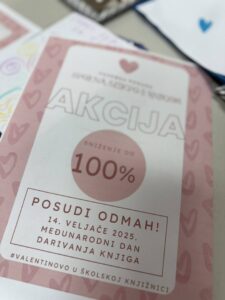 AKCIJA
SNIŽENJE DO
100%
POSUDI ODMAH!
14. VELJAČE 2025.
MEĐUNARODNI DAN
DARIVANJA KNJIGA
#VALENTINOVO U ŠKOLSKOJ KNJIŽNICI